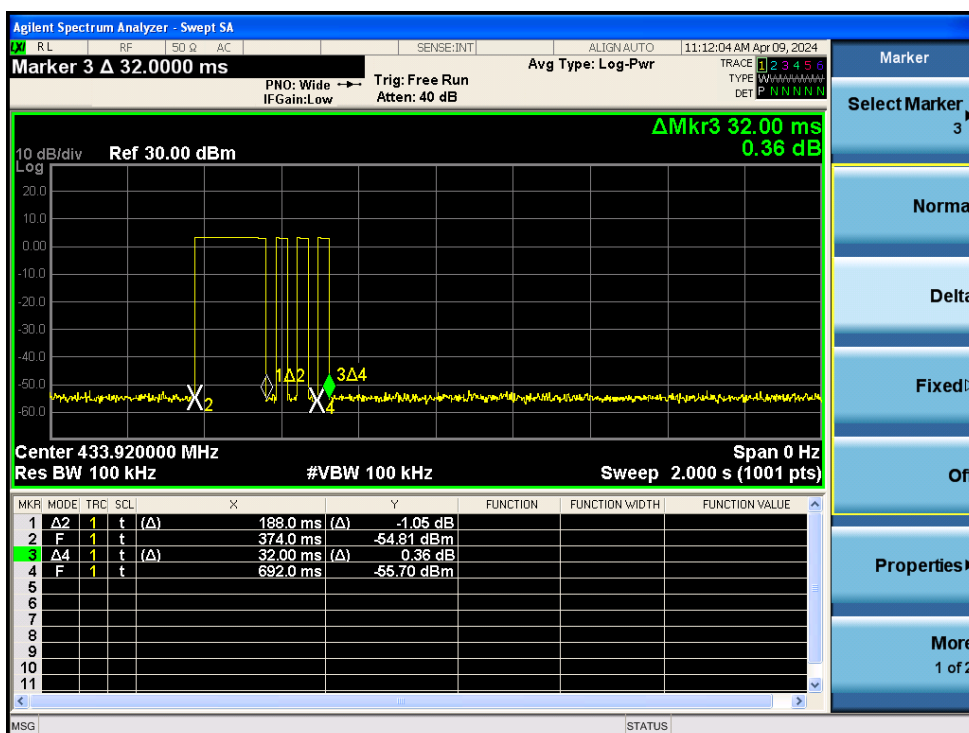 Agilent Spectrum Analyzer - Swept SA
LXI RL RF 50 Ω AC SENSE:INT ALIGN AUTO 11:12:04 AM Apr 09, 2024
Marker 3 Δ 32.0000 ms
PNO: Wide
IFGain:Low
Trig: Free Run
Atten: 40 dB
Avg Type: Log-Pwr
TRACE 1 2 3 4 5 6
TYPE W W W W W W
DET P N N N N N
ΔMkr3 32.00 ms
0.36 dB
10 dB/div Ref 30.00 dBm
Log
20.0
10.0
0.00
-10.0
-20.0
-30.0
-40.0
-50.0
-60.0
1Δ2
3Δ4
2
4
Center 433.920000 MHz Span 0 Hz
Res BW 100 kHz #VBW 100 kHz Sweep 2.000 s (1001 pts)
MKR MODE TRC SCL X Y FUNCTION FUNCTION WIDTH FUNCTION VALUE
1 Δ2 1 t (Δ) 188.0 ms (Δ) -1.05 dB
2 F 1 t 374.0 ms -54.81 dBm
3 Δ4 1 t (Δ) 32.00 ms (Δ) 0.36 dB
4 F 1 t 692.0 ms -55.70 dBm
5
6
7
8
9
10
11
MSG STATUS
Marker
Select Marker
3
Norma
Delta
Fixed
Of
Properties
More
1 of 2